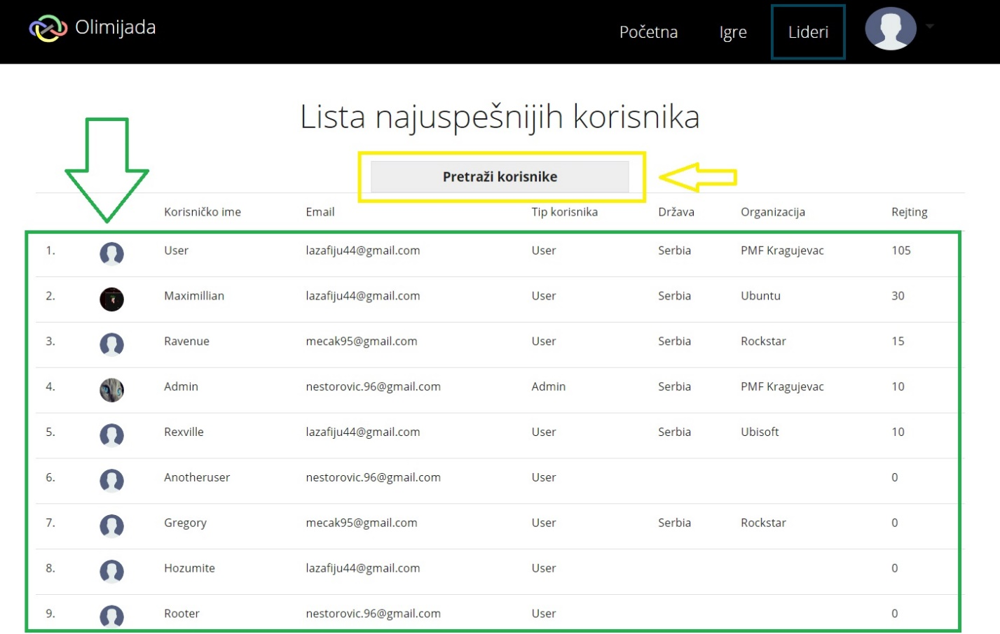 Olimijada
Početna Igre Lideri
Lista najuspešnijih korisnika
Pretraži korisnike
Korisničko ime Email Tip korisnika Država Organizacija Rejting
1. User lazafiju44@gmail.com User Serbia PMF Kragujevac 105
2. Maximillian lazafiju44@gmail.com User Serbia Ubuntu 30
3. Ravenue mecak95@gmail.com User Serbia Rockstar 15
4. Admin nestorovic.96@gmail.com Admin Serbia PMF Kragujevac 10
5. Rexville lazafiju44@gmail.com User Serbia Ubisoft 10
6. Anotheruser nestorovic.96@gmail.com User 0
7. Gregory mecak95@gmail.com User Serbia Rockstar 0
8. Hozumite lazafiju44@gmail.com User 0
9. Rooter nestorovic.96@gmail.com User 0